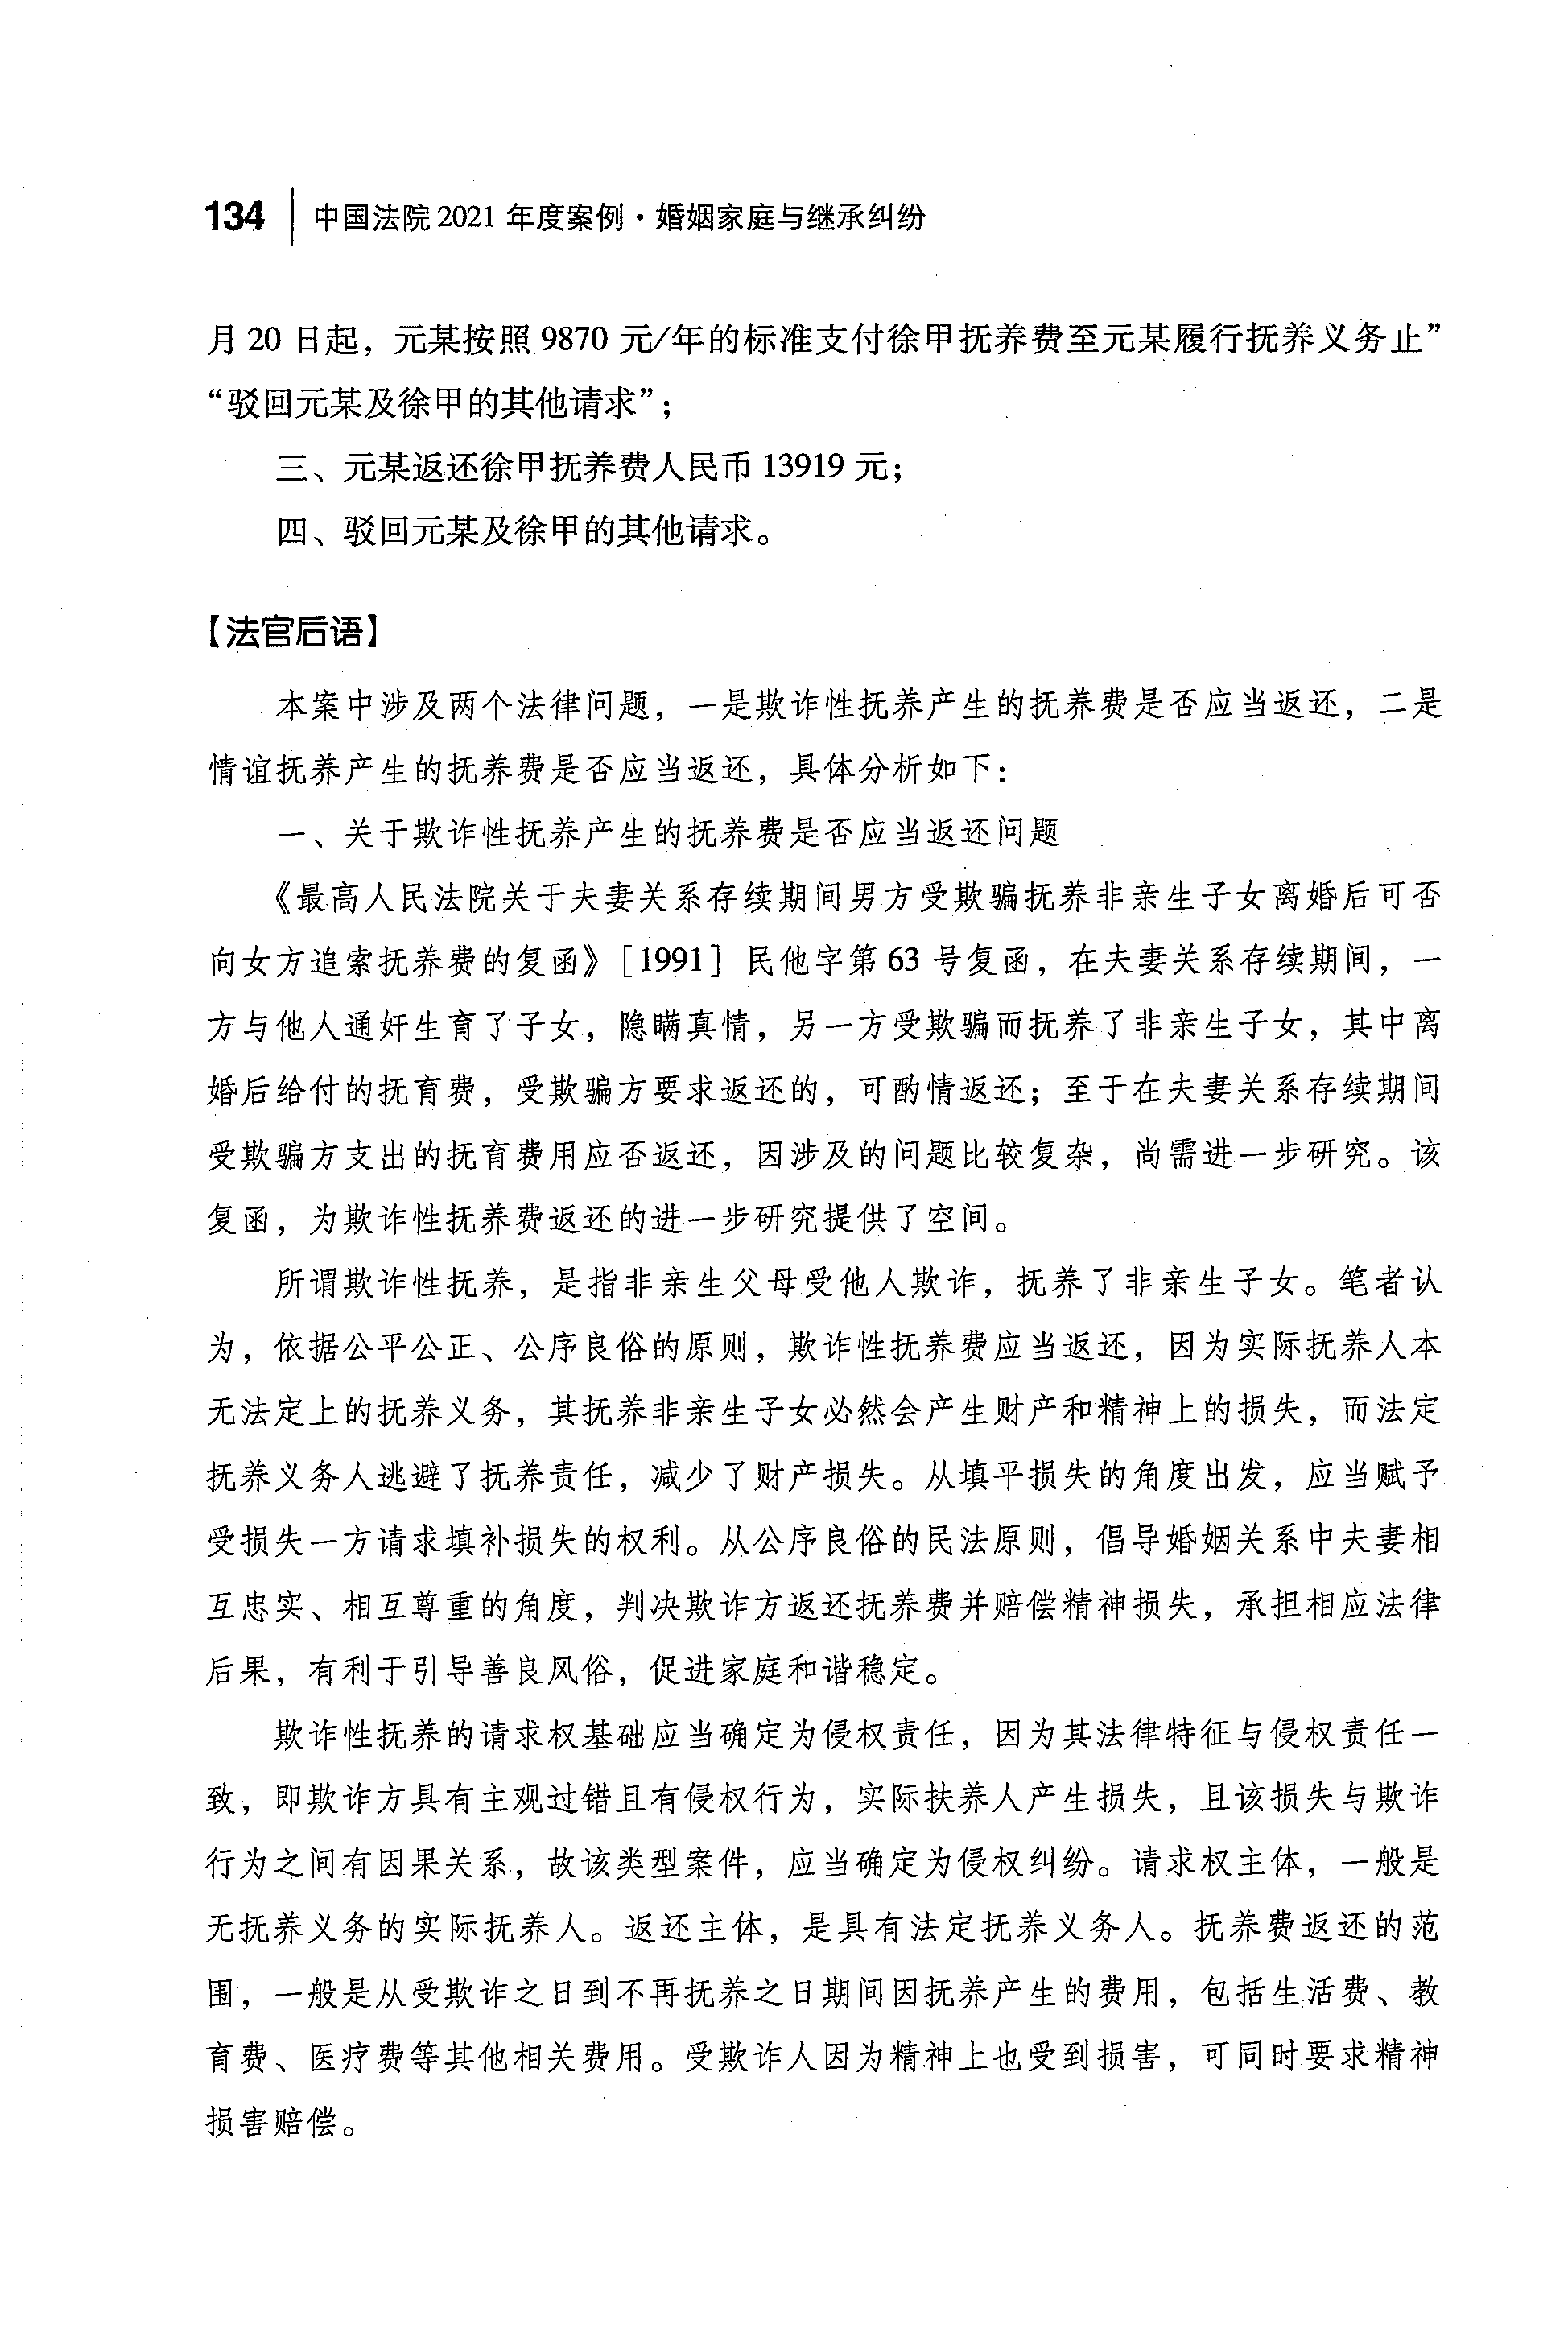 134 中国法院2021年度案例·婚姻家庭与继承纠纷
月20日起，元某按照9870元/年的标准支付徐甲抚养费至元某履行抚养义务止”
“驳回元某及徐甲的其他请求”；
三、元某返还徐甲抚养费人民币13919元；
四、驳回元某及徐甲的其他请求。
【法官后语】
本案中涉及两个法律问题，一是欺诈性抚养产生的抚养费是否应当返还，二是
情谊抚养产生的抚养费是否应当返还，具体分析如下：
一、关于欺诈性抚养产生的抚养费是否应当返还问题
《最高人民法院关于夫妻关系存续期间男方受欺骗抚养非亲生子女离婚后可否
向女方追索抚养费的复函》［1991］民他字第63号复函，在夫妻关系存续期间，一
方与他人通奸生育了子女，隐瞒真情，另一方受欺骗而抚养了非亲生子女，其中离
婚后给付的抚育费，受欺骗方要求返还的，可酌情返还；至于在夫妻关系存续期间
受欺骗方支出的抚育费用应否返还，因涉及的问题比较复杂，尚需进一步研究。该
复函，为欺诈性抚养费返还的进一步研究提供了空间。
所谓欺诈性抚养，是指非亲生父母受他人欺诈，抚养了非亲生子女。笔者认
为，依据公平公正、公序良俗的原则，欺诈性抚养费应当返还，因为实际抚养人本
无法定上的抚养义务，其抚养非亲生子女必然会产生财产和精神上的损失，而法定
抚养义务人逃避了抚养责任，减少了财产损失。从填平损失的角度出发，应当赋予
受损失一方请求填补损失的权利。从公序良俗的民法原则，倡导婚姻关系中夫妻相
互忠实、相互尊重的角度，判决欺诈方返还抚养费并赔偿精神损失，承担相应法律
后果，有利于引导善良风俗，促进家庭和谐稳定。
欺诈性抚养的请求权基础应当确定为侵权责任，因为其法律特征与侵权责任一
致，即欺诈方具有主观过错且有侵权行为，实际扶养人产生损失，且该损失与欺诈
行为之间有因果关系，故该类型案件，应当确定为侵权纠纷。请求权主体，一般是
无抚养义务的实际抚养人。返还主体，是具有法定抚养义务人。抚养费返还的范
围，一般是从受欺诈之日到不再抚养之日期间因抚养产生的费用，包括生活费、教
育费、医疗费等其他相关费用。受欺诈人因为精神上也受到损害，可同时要求精神
损害赔偿。